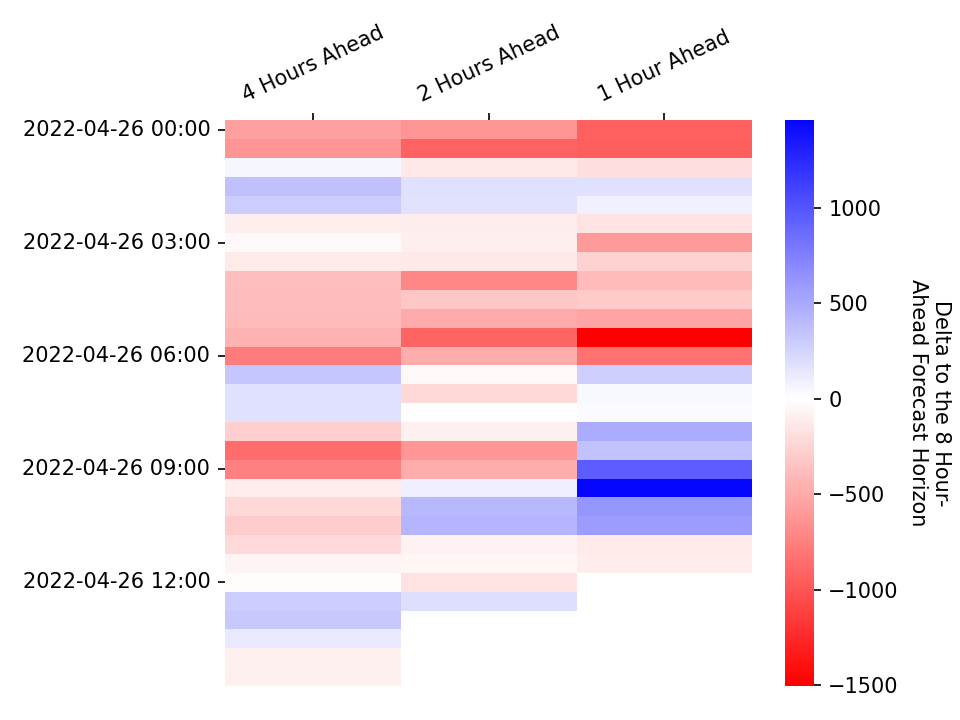 4 Hours Ahead
2 Hours Ahead
1 Hour Ahead
2022-04-26 00:00
2022-04-26 03:00
2022-04-26 06:00
2022-04-26 09:00
2022-04-26 12:00
1000
500
0
−500
−1000
−1500
Delta to the 8 Hour-
Ahead Forecast Horizon